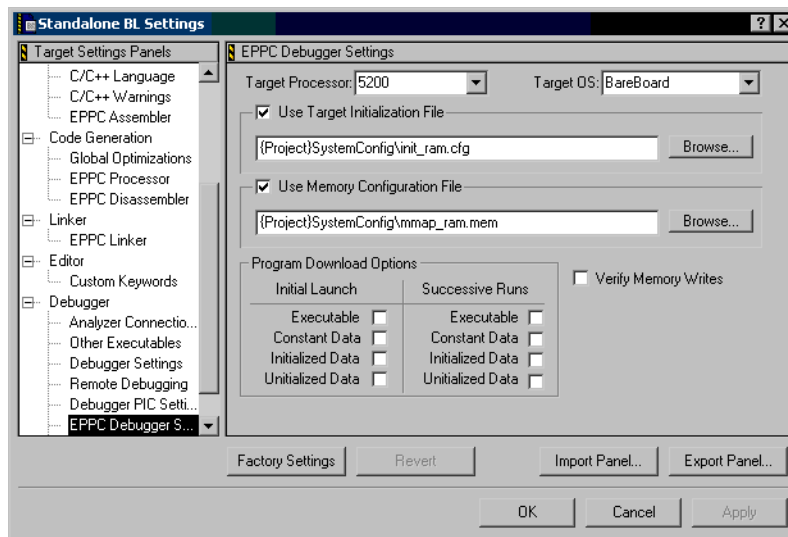 Standalone BL Settings
Target Settings Panels
C/C++ Language
C/C++ Warnings
EPPC Assembler
Code Generation
Global Optimizations
EPPC Processor
EPPC Disassembler
Linker
EPPC Linker
Editor
Custom Keywords
Debugger
Analyzer Connectio...
Other Executables
Debugger Settings
Remote Debugging
Debugger PIC Setti...
EPPC Debugger S...
EPPC Debugger Settings
Target Processor: 5200 Target OS: BareBoard
Use Target Initialization File
{Project}SystemConfig\init_ram.cfg Browse...
Use Memory Configuration File
{Project}SystemConfig\mmap_ram.mem Browse...
Program Download Options
Verify Memory Writes
Initial Launch Successive Runs
Executable Executable
Constant Data Constant Data
Initialized Data Initialized Data
Unitialized Data Unitialized Data
Factory Settings Revert Import Panel... Export Panel...
OK Cancel Apply